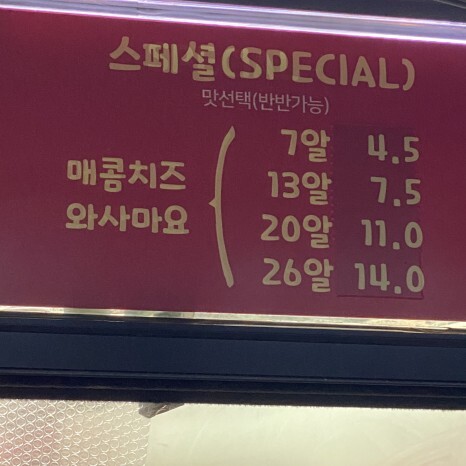 스페셜(SPECIAL)
맛선택(반반가능)
매콤치즈
와사마요
7알 4.5
13알 7.5
20알 11.0
26알 14.0